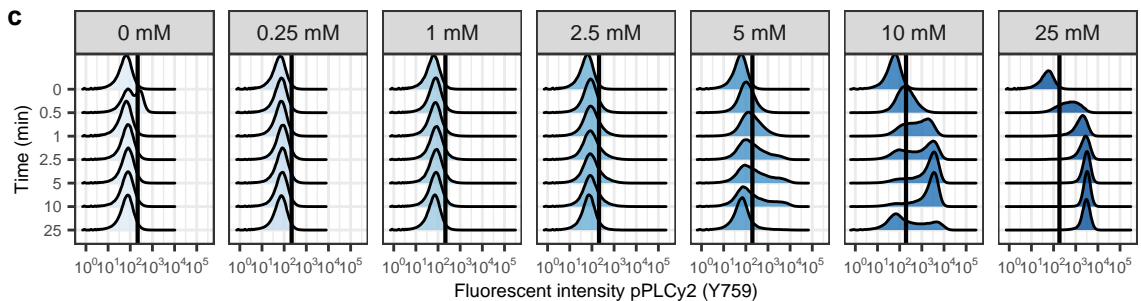 c
0 mM 0.25 mM 1 mM 2.5 mM 5 mM 10 mM 25 mM
Time (min)
0
0.5
1
2.5
5
10
25
10⁰10¹10²10³10⁴10⁵ 10⁰10¹10²10³10⁴10⁵ 10⁰10¹10²10³10⁴10⁵ 10⁰10¹10²10³10⁴10⁵ 10⁰10¹10²10³10⁴10⁵ 10⁰10¹10²10³10⁴10⁵ 10⁰10¹10²10³10⁴10⁵
Fluorescent intensity pPLCy2 (Y759)